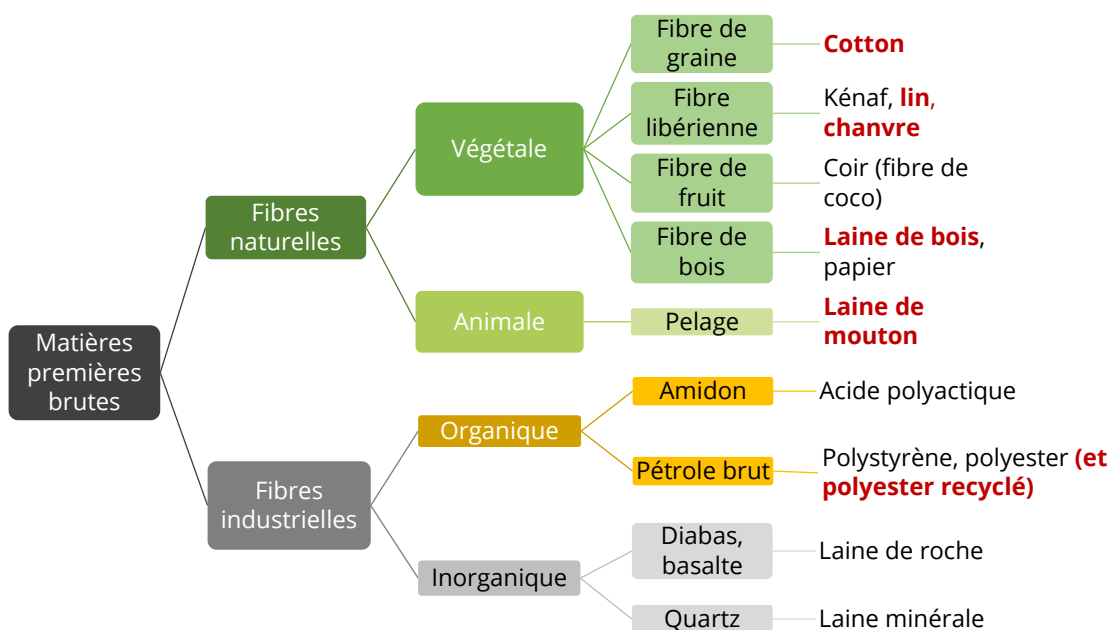 Fibre de
graine
Cotton
Fibre
libérienne
Kénaf, lin,
chanvre
Végétale
Fibre de
fruit
Coir (fibre de
coco)
Fibres
naturelles
Fibre de
bois
Laine de bois,
papier
Animale
Pelage
Laine de
mouton
Matières
premières
brutes
Amidon
Acide polyactique
Organique
Pétrole brut
Polystyrène, polyester (et
polyester recyclé)
Fibres
industrielles
Diabas,
basalte
Laine de roche
Inorganique
Quartz
Laine minérale